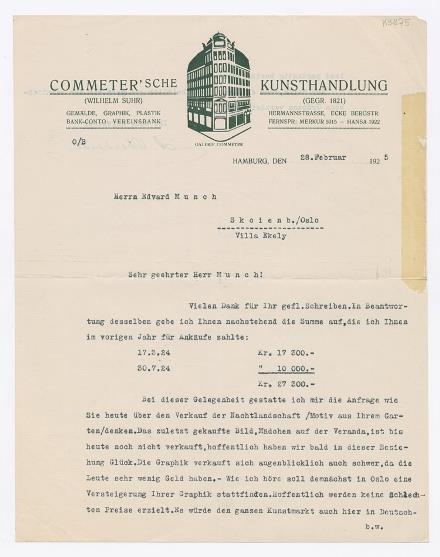 K3875
COMMETER'SCHE KUNSTHANDLUNG
(WILHELM SUHR) (GEGR. 1821)
GEMÄLDE, GRAPHIK, PLASTIK HERMANNSTRASSE, ECKE BERGSTR.
BANK-CONTO: VEREINSBANK FERNSPR: MERKUR 5015 - HANSA 1922
GALERIE COMMETER
O/B
HAMBURG, DEN 28.Februar 1925
Herrn Edvard M u n c h
S k o i e n b./Oslo
Villa Ekely
Sehr geehrter Herr M u n c h!
Vielen Dank für Ihr gefl.Schreiben.In Beantwor-
tung desselben gebe ich Ihnen nachstehend die Summe auf,die ich Ihnen
im vorigen Jahr für Ankäufe zahlte:
17.3.24 Kr. 17 300.-
30.7.24 " 10 000.-
Kr. 27 300.-
Bei dieser Gelegenheit gestatte ich mir die Anfrage wie
Sie heute über den Verkauf der Nachtlandschaft /Motiv aus Ihrem Gar-
ten/denken.Das zuletzt gekaufte Bild,Mädchen auf der Veranda,ist bis
heute noch nicht verkauft,hoffentlich haben wir bald in dieser Bezie-
hung Glück.Die Graphik verkauft sich augenblicklich auch schwer,da die
Leute sehr wenig Geld haben.- Wie ich höre soll demnächst in Oslo eine
Versteigerung Ihrer Graphik stattfinden.Hoffentlich werden keine Schlech-
ten Preise erzielt.Es würde den ganzen Kunstmarkt auch hier in Deutsch-
b.w.